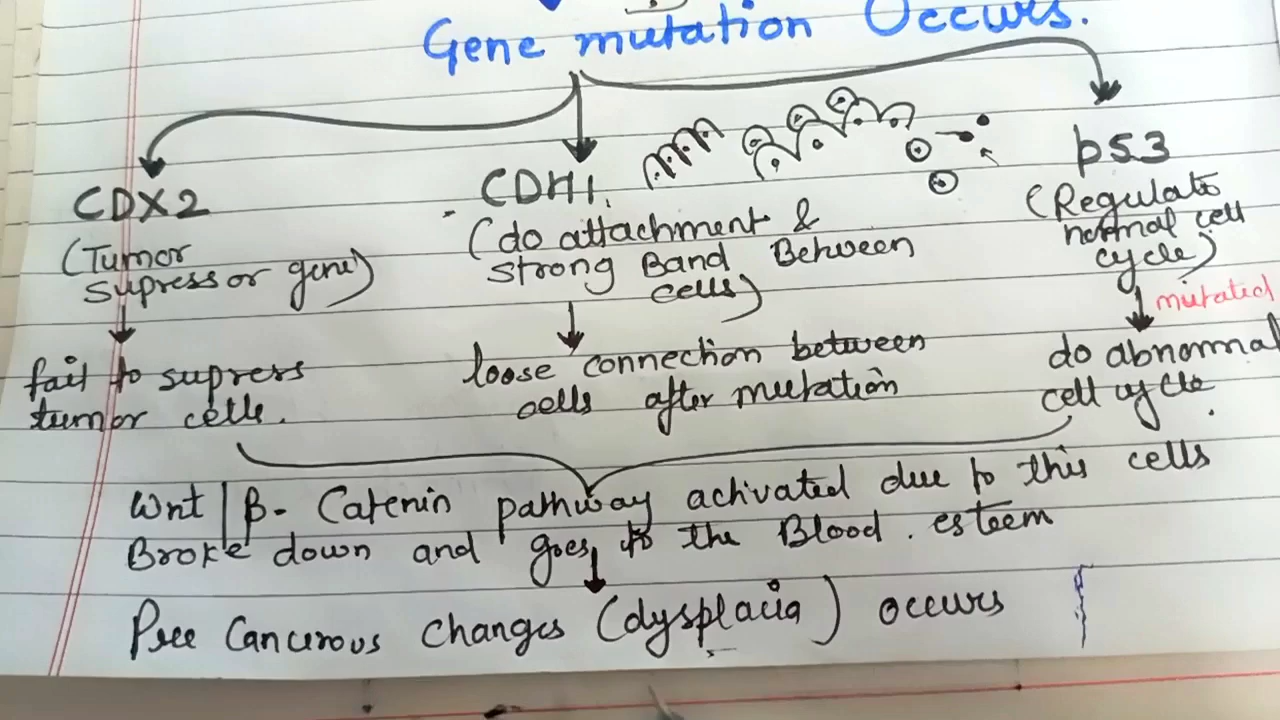 Gene mutation Occurs.
CDX2
(Tumor
supressor gene)
fail to supress
tumor cells.
CDH1.
(do attachment &
strong Band Between
cells)
loose connection between
cells after mutation
p53
(Regulate
normal cell
cycle)
mutated
do abnormal
cell cycle.
Wnt | β- Catenin pathway activated due to this cells
Broke down and goes to the Blood . esteem
Pree Cancerous changes (dysplacia) occurs